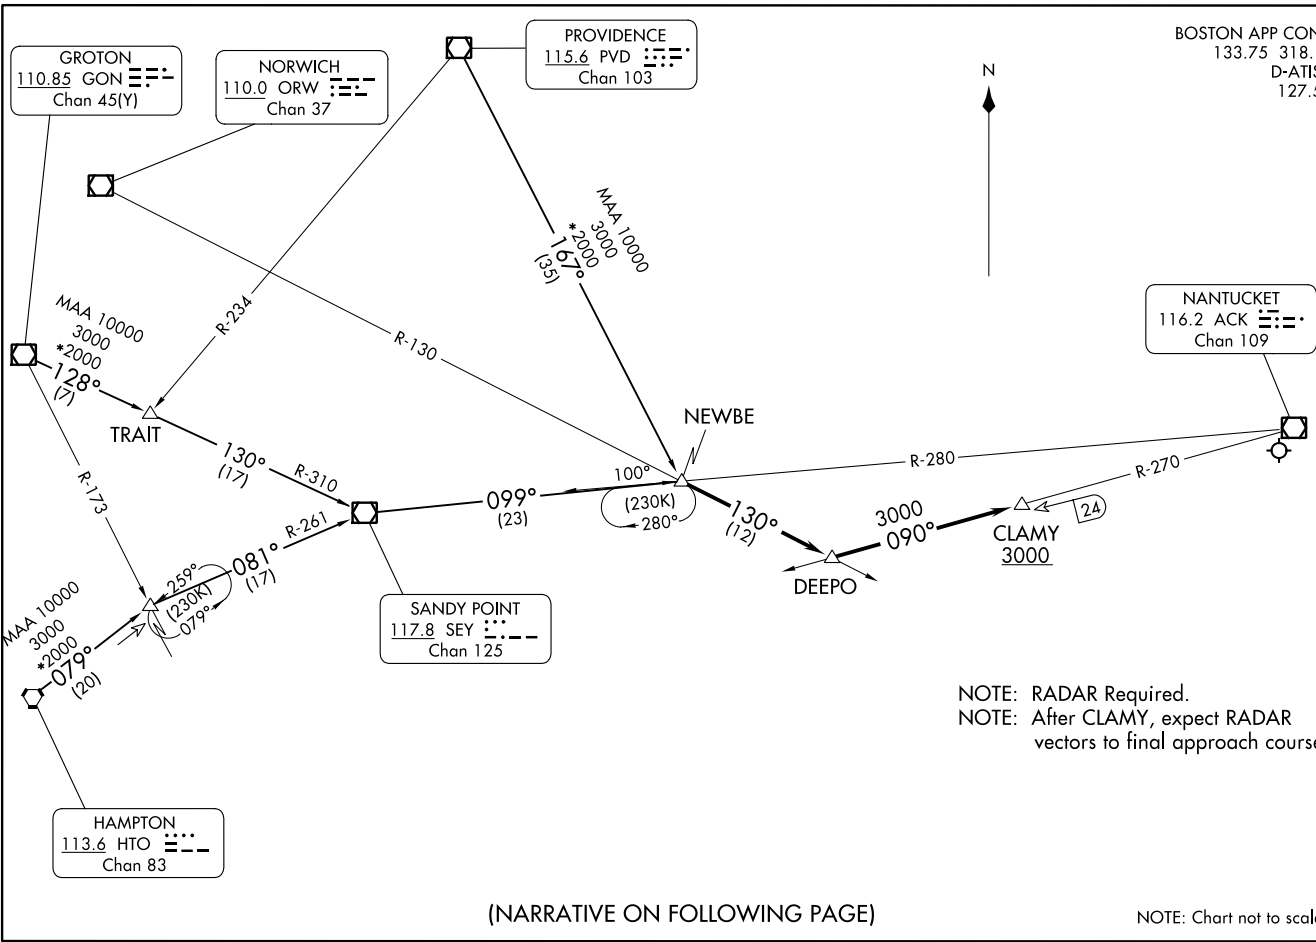 BOSTON APP CON
133.75 318.
D-ATIS
127.5
GROTON
110.85 GON
Chan 45(Y)
NORWICH
110.0 ORW
Chan 37
PROVIDENCE
115.6 PVD
Chan 103
N
MAA 10000
3000
*2000
167°
(35)
R-234
R-130
MAA 10000
3000
*2000
128°
(7)
TRAIT
NANTUCKET
116.2 ACK
Chan 109
NEWBE
R-173
130°
(17)
R-310
R-280
R-270
24
100°
(230K)
280°
099°
(23)
130°
(12)
3000
090°
CLAMY
3000
DEEPO
R-261
081°
(17)
259°
(230K)
079°
MAA 10000
3000
*2000
079°
(20)
SANDY POINT
117.8 SEY
Chan 125
NOTE: RADAR Required.
NOTE: After CLAMY, expect RADAR
vectors to final approach course
HAMPTON
113.6 HTO
Chan 83
(NARRATIVE ON FOLLOWING PAGE)
NOTE: Chart not to scale